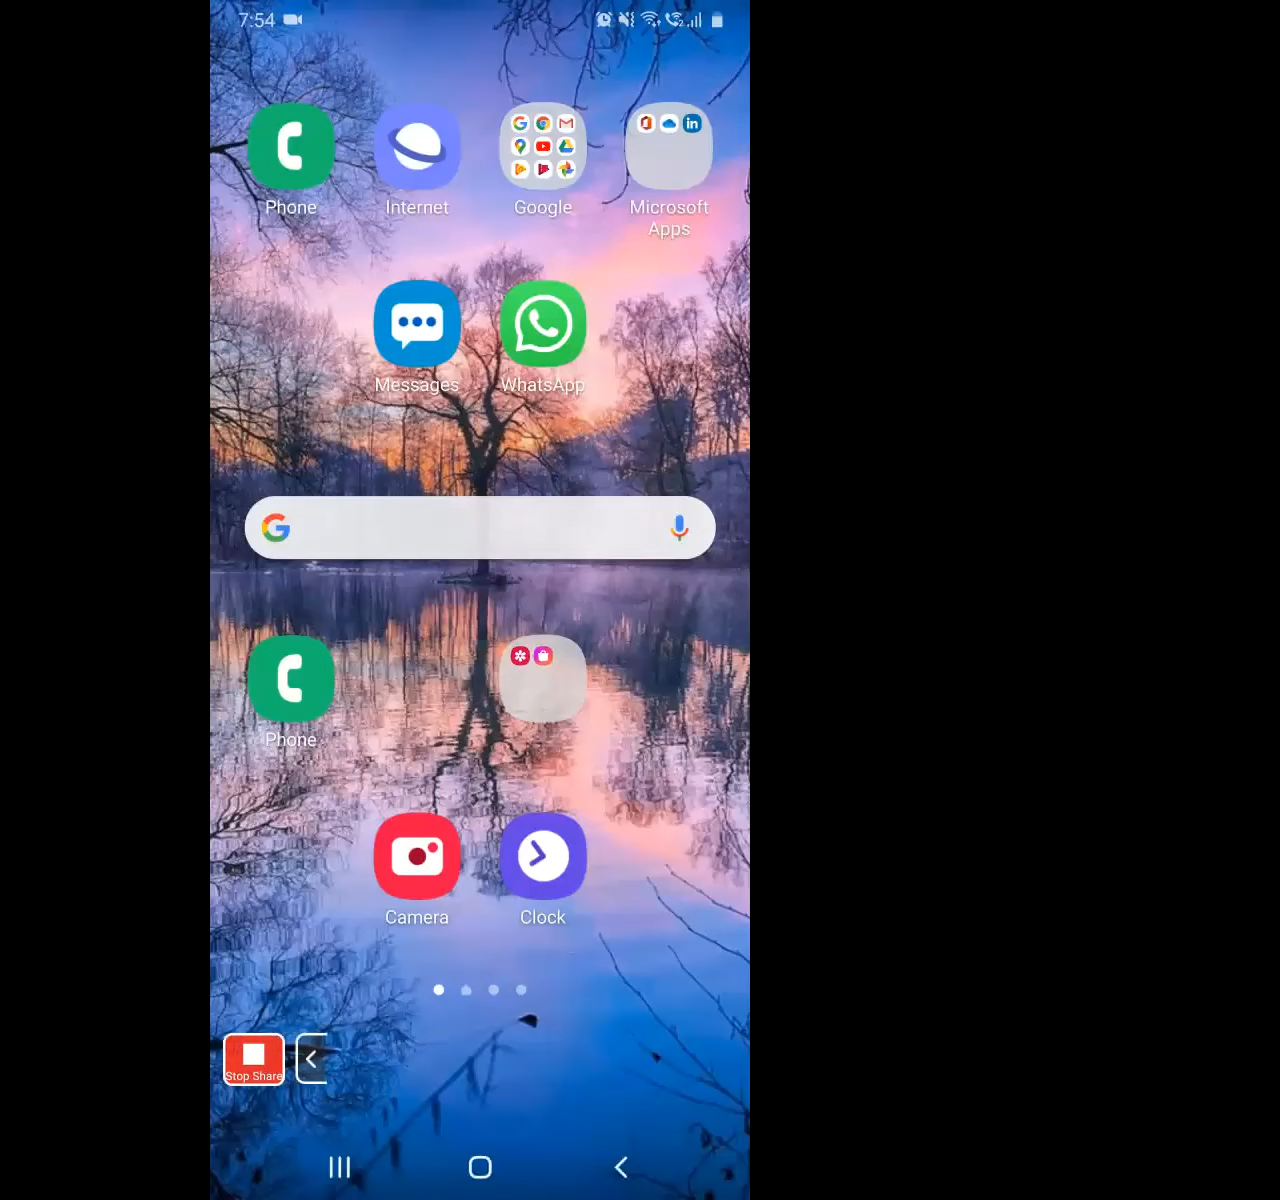 7:54
Phone
Internet
Google
Microsoft
Apps
Messages
WhatsApp
Phone
Camera
Clock
Stop Share